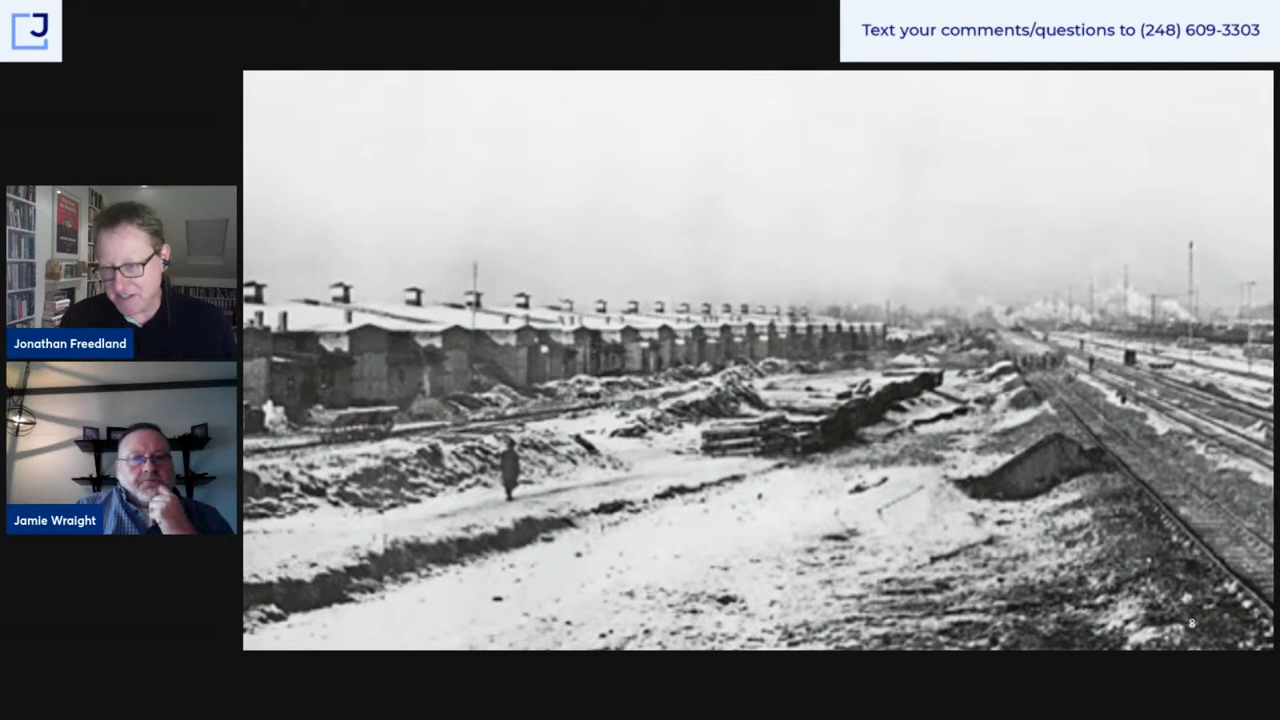 J
Text your comments/questions to (248) 609-3303
Jonathan Freedland
Jamie Wraight
8